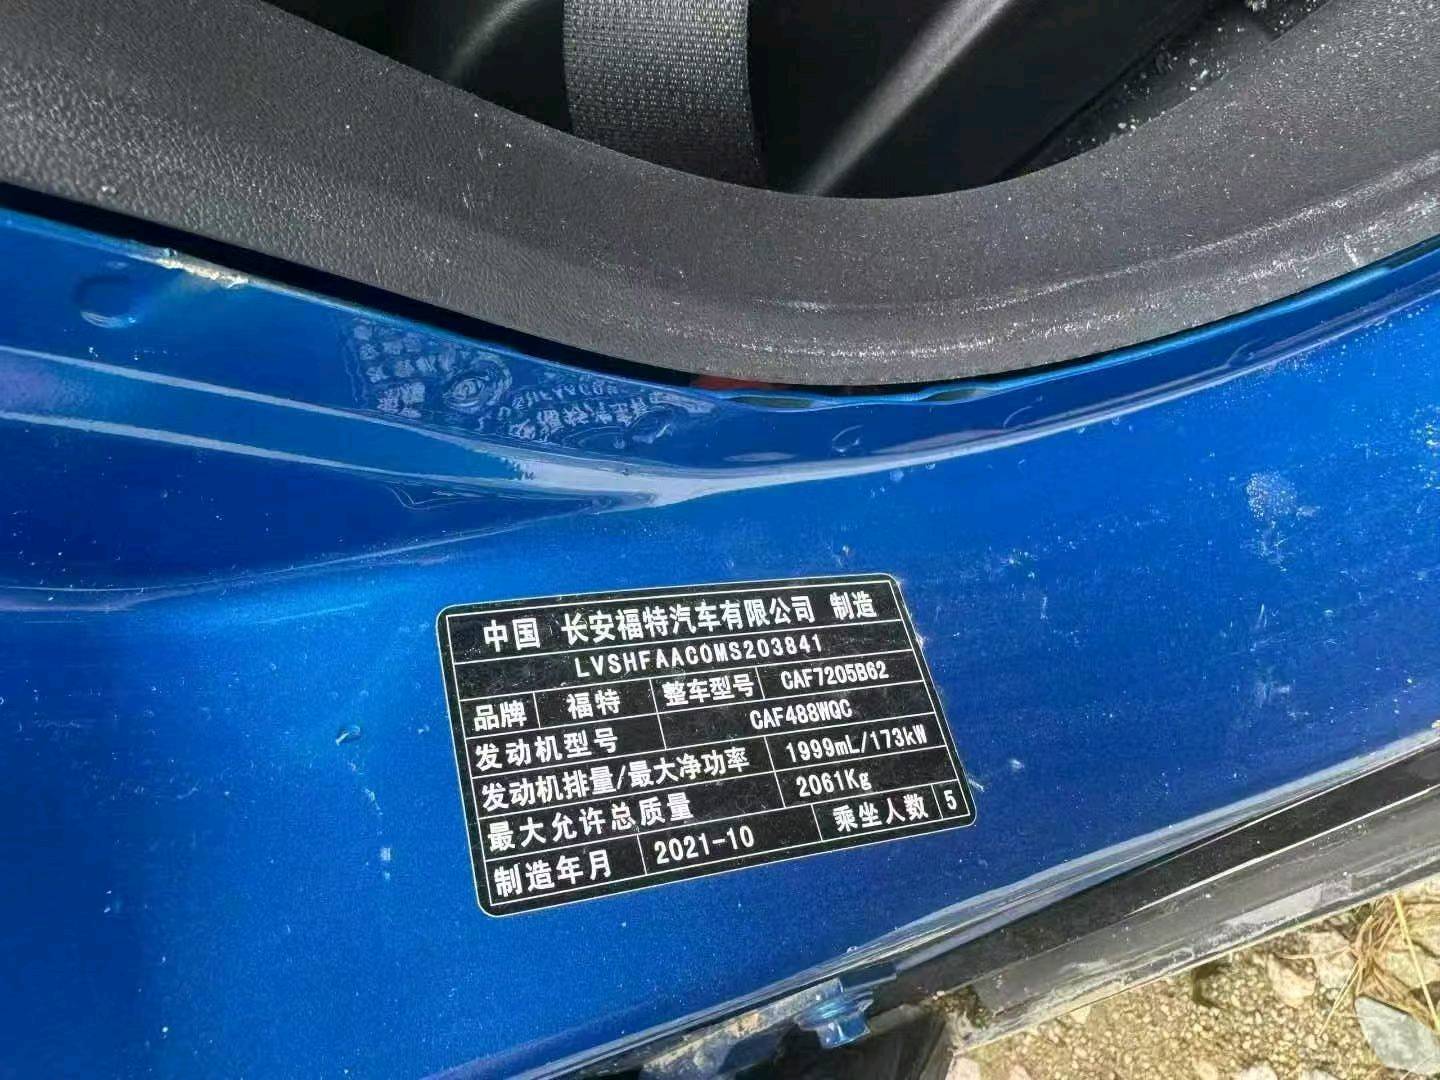 中国 长安福特汽车有限公司 制造
LVSHFAAC0MS203841
品牌 福特 整车型号 CAF7205B62
发动机型号 CAF488WQC
发动机排量/最大净功率 1999mL/173kW
最大允许总质量 2061Kg
制造年月 2021-10 乘坐人数 5